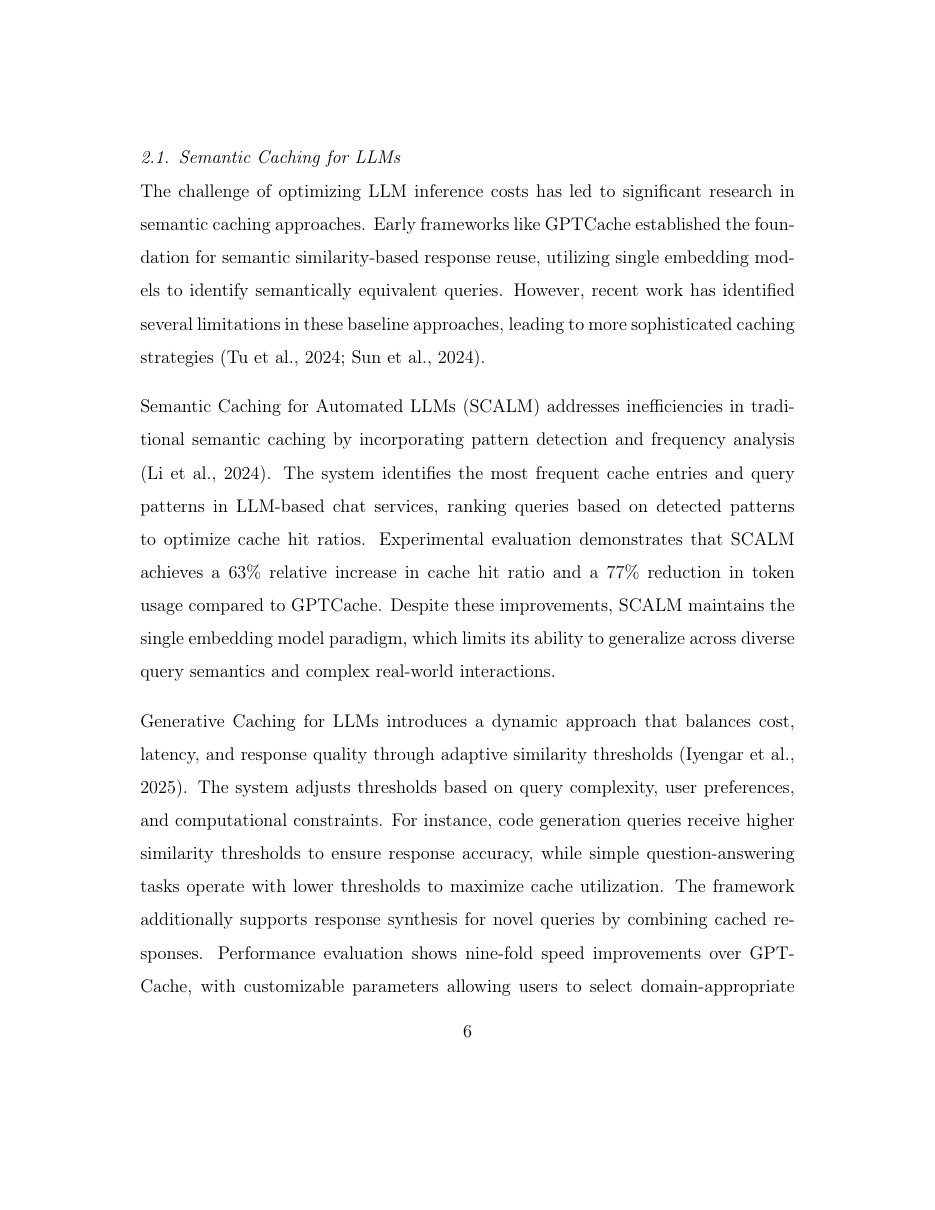 2.1. Semantic Caching for LLMs
The challenge of optimizing LLM inference costs has led to significant research in
semantic caching approaches. Early frameworks like GPTCache established the foun-
dation for semantic similarity-based response reuse, utilizing single embedding mod-
els to identify semantically equivalent queries. However, recent work has identified
several limitations in these baseline approaches, leading to more sophisticated caching
strategies (Tu et al., 2024; Sun et al., 2024).
Semantic Caching for Automated LLMs (SCALM) addresses inefficiencies in tradi-
tional semantic caching by incorporating pattern detection and frequency analysis
(Li et al., 2024). The system identifies the most frequent cache entries and query
patterns in LLM-based chat services, ranking queries based on detected patterns
to optimize cache hit ratios. Experimental evaluation demonstrates that SCALM
achieves a 63% relative increase in cache hit ratio and a 77% reduction in token
usage compared to GPTCache. Despite these improvements, SCALM maintains the
single embedding model paradigm, which limits its ability to generalize across diverse
query semantics and complex real-world interactions.
Generative Caching for LLMs introduces a dynamic approach that balances cost,
latency, and response quality through adaptive similarity thresholds (Iyengar et al.,
2025). The system adjusts thresholds based on query complexity, user preferences,
and computational constraints. For instance, code generation queries receive higher
similarity thresholds to ensure response accuracy, while simple question-answering
tasks operate with lower thresholds to maximize cache utilization. The framework
additionally supports response synthesis for novel queries by combining cached re-
sponses. Performance evaluation shows nine-fold speed improvements over GPT-
Cache, with customizable parameters allowing users to select domain-appropriate
6